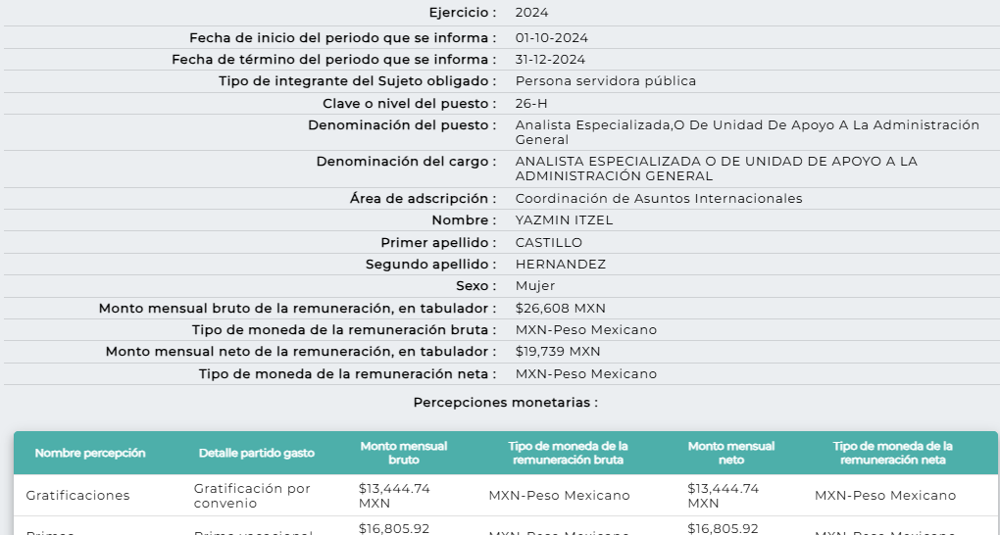 Ejercicio : 2024
Fecha de inicio del periodo que se informa : 01-10-2024
Fecha de término del periodo que se informa : 31-12-2024
Tipo de integrante del Sujeto obligado : Persona servidora pública
Clave o nivel del puesto : 26-H
Denominación del puesto : Analista Especializada,O De Unidad De Apoyo A La Administración
General
Denominación del cargo : ANALISTA ESPECIALIZADA O DE UNIDAD DE APOYO A LA
ADMINISTRACIÓN GENERAL
Área de adscripción : Coordinación de Asuntos Internacionales
Nombre : YAZMIN ITZEL
Primer apellido : CASTILLO
Segundo apellido : HERNANDEZ
Sexo : Mujer
Monto mensual bruto de la remuneración, en tabulador : $26,608 MXN
Tipo de moneda de la remuneración bruta : MXN-Peso Mexicano
Monto mensual neto de la remuneración, en tabulador : $19,739 MXN
Tipo de moneda de la remuneración neta : MXN-Peso Mexicano
Percepciones monetarias :
Nombre percepción Detalle partido gasto Monto mensual bruto Tipo de moneda de la remuneración bruta Monto mensual neto Tipo de moneda de la remuneración neta
Gratificaciones Gratificación por convenio $13,444.74 MXN MXN-Peso Mexicano $13,444.74 MXN MXN-Peso Mexicano
Prima vacacional $16,805.92 MXN-Peso Mexicano $16,805.92 MXN-Peso Mexicano